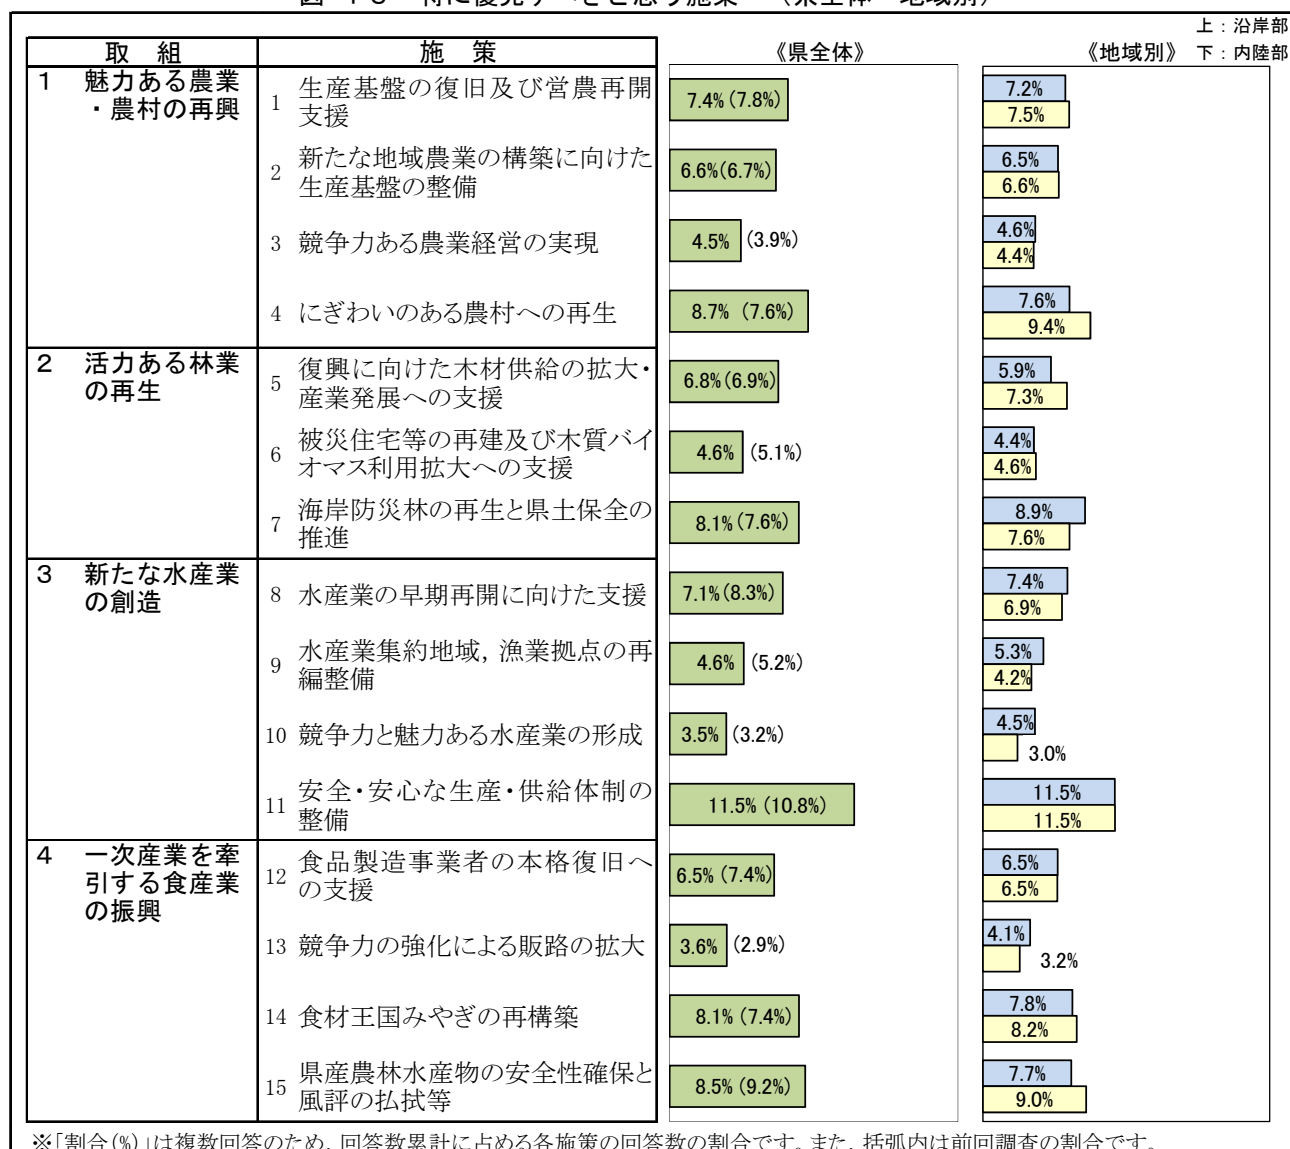 上：沿岸部
取　組　施　策　《県全体》　《地域別》　下：内陸部
1　魅力ある農業
・農村の再興
1 生産基盤の復旧及び営農再開
支援
7.4% (7.8%)
7.2%
7.5%
2 新たな地域農業の構築に向けた
生産基盤の整備
6.6%(6.7%)
6.5%
6.6%
3 競争力ある農業経営の実現
4.5% (3.9%)
4.6%
4.4%
4 にぎわいのある農村への再生
8.7% (7.6%)
7.6%
9.4%
2　活力ある林業
の再生
5 復興に向けた木材供給の拡大・
産業発展への支援
6.8%(6.9%)
5.9%
7.3%
6 被災住宅等の再建及び木質バイ
オマス利用拡大への支援
4.6% (5.1%)
4.4%
4.6%
7 海岸防災林の再生と県土保全の
推進
8.1%(7.6%)
8.9%
7.6%
3　新たな水産業
の創造
8 水産業の早期再開に向けた支援
7.1%(8.3%)
7.4%
6.9%
9 水産業集約地域，漁業拠点の再
編整備
4.6% (5.2%)
5.3%
4.2%
10 競争力と魅力ある水産業の形成
3.5% (3.2%)
4.5%
3.0%
11 安全・安心な生産・供給体制の
整備
11.5% (10.8%)
11.5%
11.5%
4　一次産業を牽
引する食産業
の振興
12 食品製造事業者の本格復旧へ
の支援
6.5% (7.4%)
6.5%
6.5%
13 競争力の強化による販路の拡大
3.6% (2.9%)
4.1%
3.2%
14 食材王国みやぎの再構築
8.1% (7.4%)
7.8%
8.2%
15 県産農林水産物の安全性確保と
風評の払拭等
8.5% (9.2%)
7.7%
9.0%
※「割合(%)」は複数回答のため，回答数累計に占める各施策の回答数の割合です。また，括弧内は前回調査の割合です。